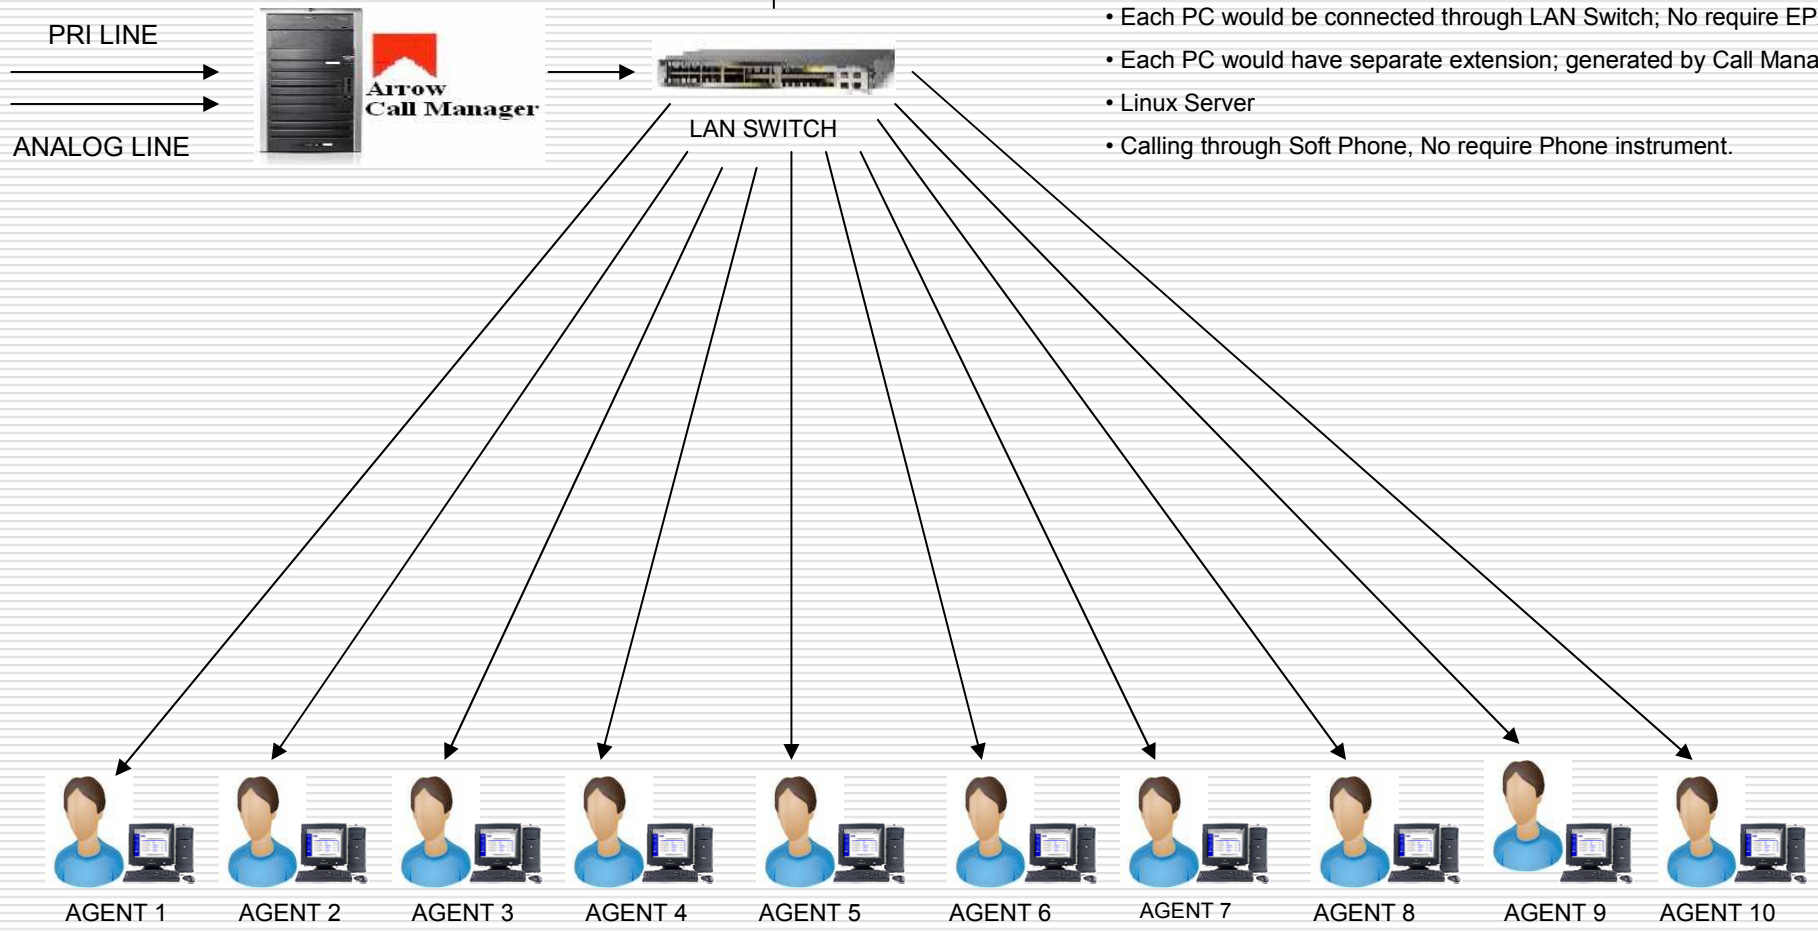 PRI LINE
ANALOG LINE
Arrow
Call Manager
LAN SWITCH
• Each PC would be connected through LAN Switch; No require EP
• Each PC would have separate extension; generated by Call Mana
• Linux Server
• Calling through Soft Phone, No require Phone instrument.
AGENT 1
AGENT 2
AGENT 3
AGENT 4
AGENT 5
AGENT 6
AGENT 7
AGENT 8
AGENT 9
AGENT 10